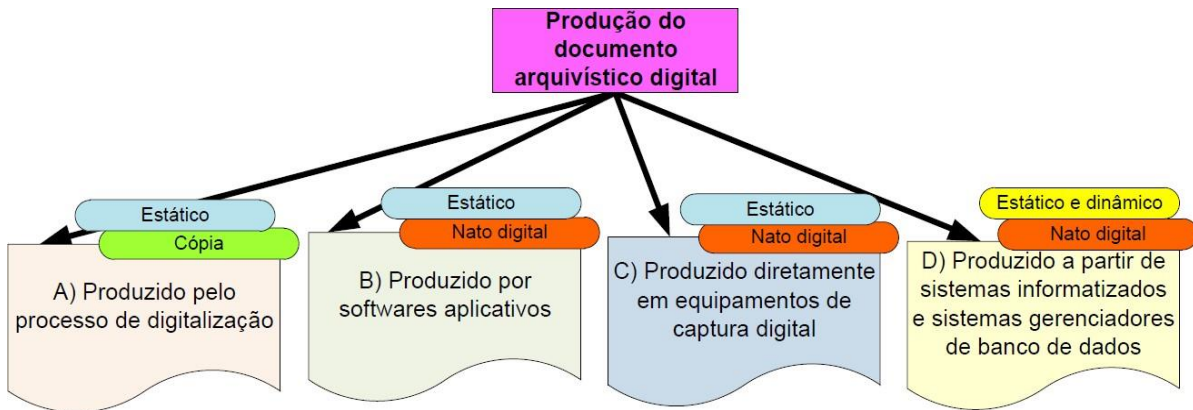 Produção do
documento
arquivístico digital
Estático
Cópia
A) Produzido pelo
processo de digitalização
Estático
Nato digital
B) Produzido por
softwares aplicativos
Estático
Nato digital
C) Produzido diretamente
em equipamentos de
captura digital
Estático e dinâmico
Nato digital
D) Produzido a partir de
sistemas informatizados
e sistemas gerenciadores
de banco de dados